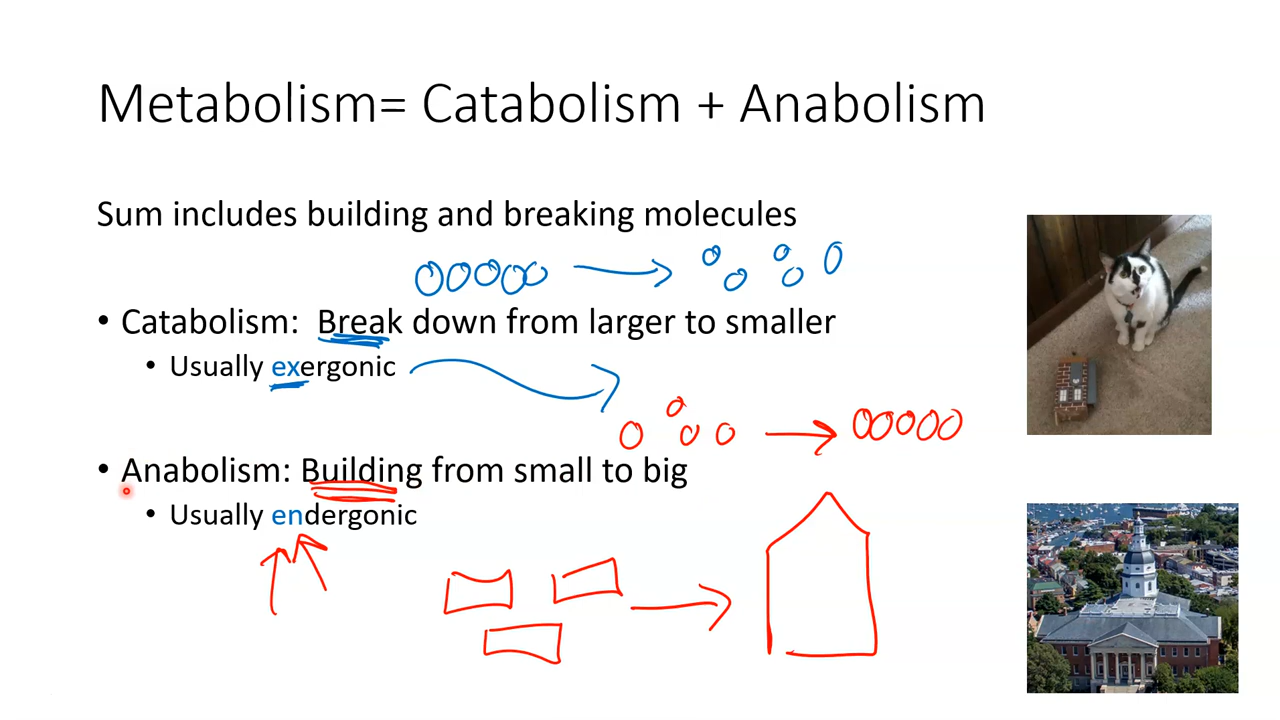 Metabolism= Catabolism + Anabolism
Sum includes building and breaking molecules
• Catabolism: Break down from larger to smaller
• Usually exergonic
• Anabolism: Building from small to big
• Usually endergonic